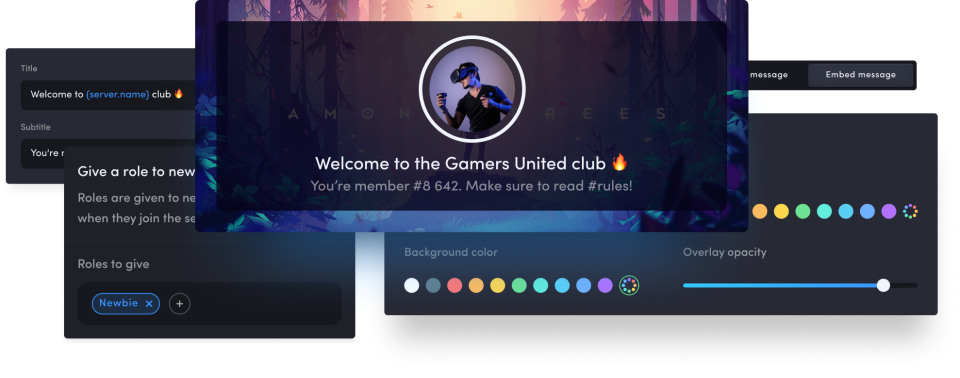 Title
Welcome to {server.name} club 🔥
Subtitle
You're
Give a role to new
Roles are given to
when they join the
Roles to give
Newbie ×
+
AMON REES
Welcome to the Gamers United club 🔥
You're member #8 642. Make sure to read #rules!
message
Embed message
Background color
Overlay opacity